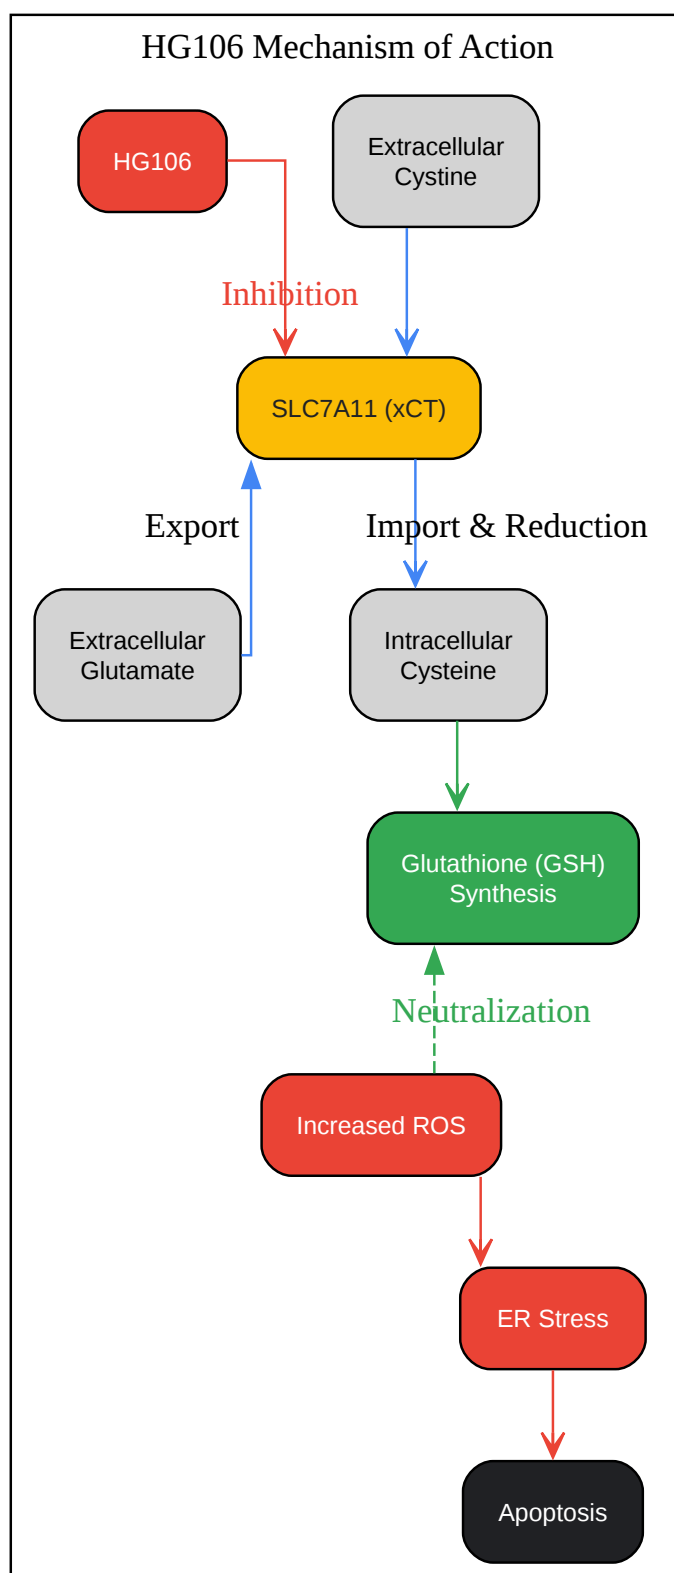 HG106 Mechanism of Action
HG106
Extracellular
Cystine
Inhibition
SLC7A11 (xCT)
Export
Import & Reduction
Extracellular
Glutamate
Intracellular
Cysteine
Glutathione (GSH)
Synthesis
Neutralization
Increased ROS
ER Stress
Apoptosis